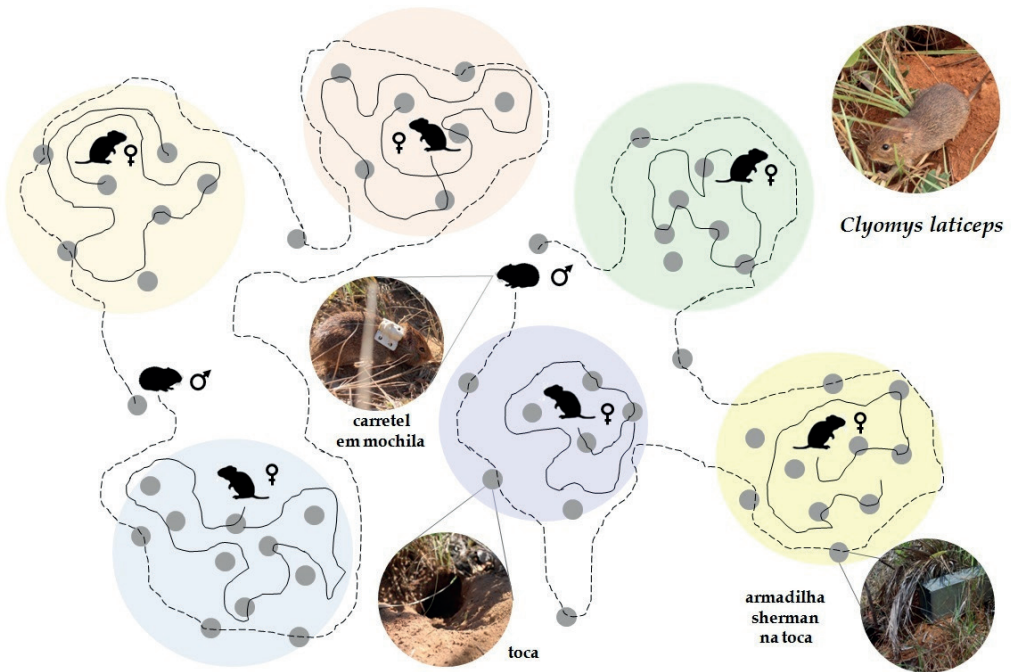 Clyomys laticeps
carretel
em mochila
armadilha
sherman
na toca
toca